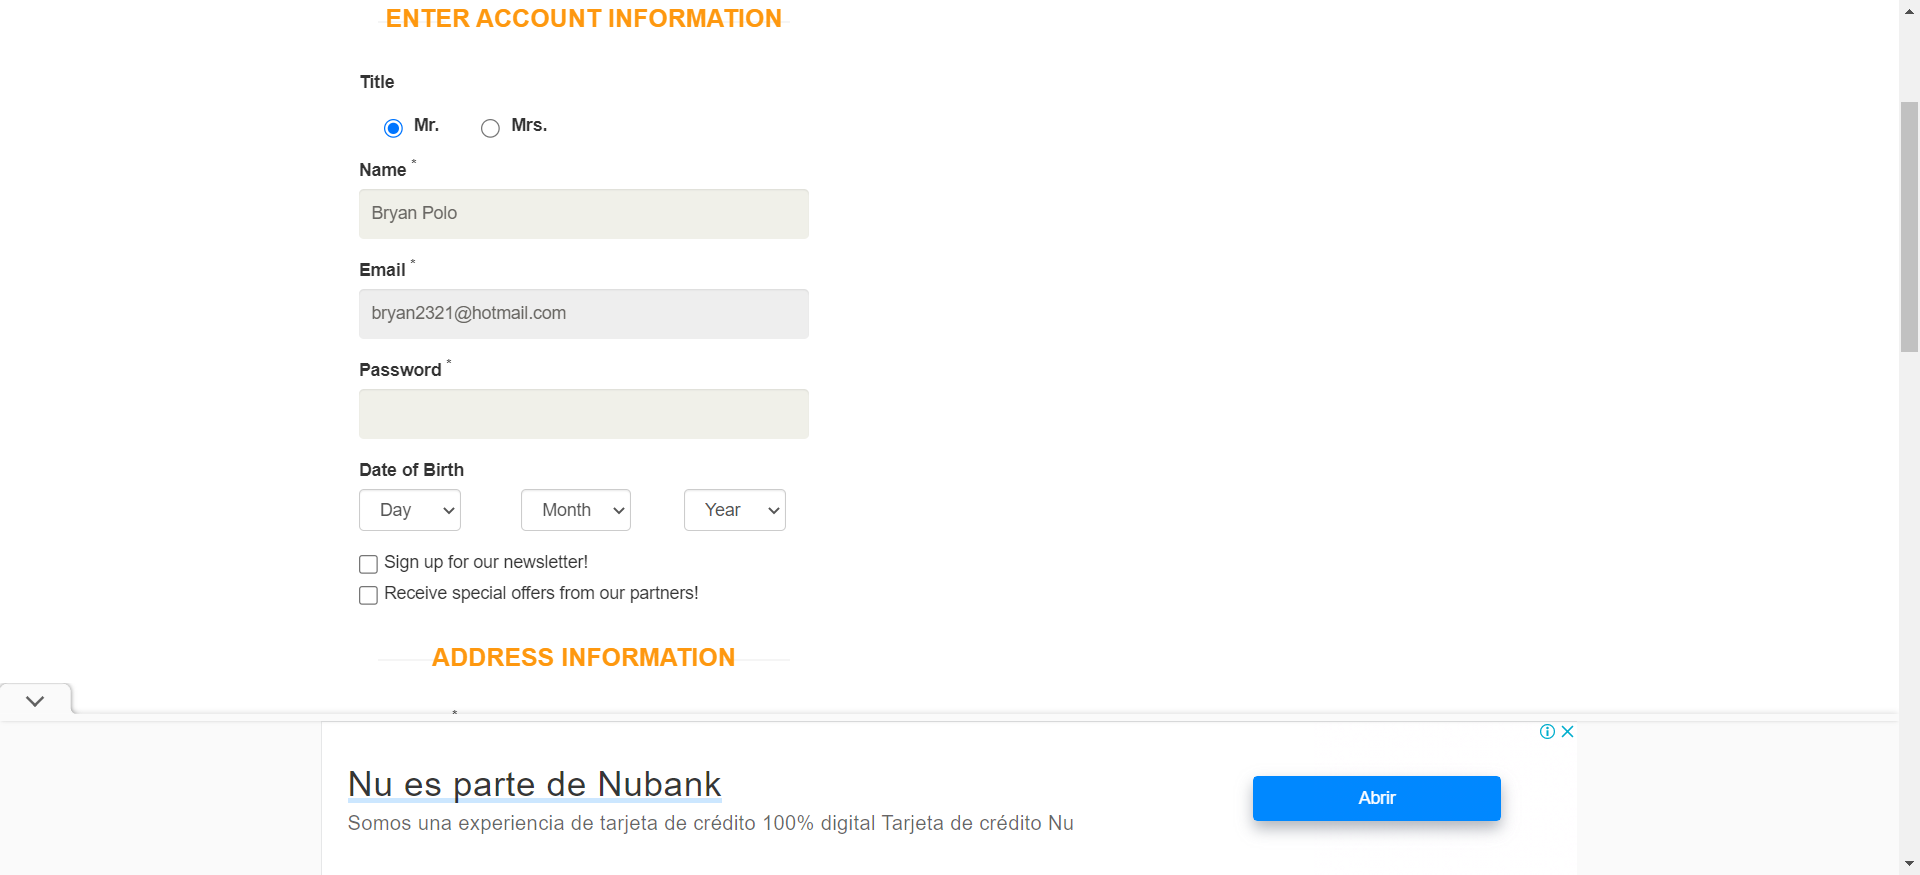 ENTER ACCOUNT INFORMATION
Title
Mr. Mrs.
Name *
Bryan Polo
Email *
bryan2321@hotmail.com
Password *
Date of Birth
Day Month Year
Sign up for our newsletter!
Receive special offers from our partners!
ADDRESS INFORMATION
*
Nu es parte de Nubank
Somos una experiencia de tarjeta de crédito 100% digital Tarjeta de crédito Nu
Abrir